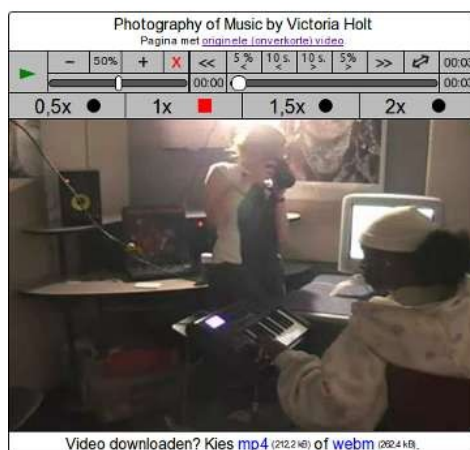 Photography of Music by Victoria Holt
Pagina met originele (onverkorte) video.
− 50% + X << 5% < 10 s. < 10 s. > 5% > >> 00:03
00:00 00:03
0,5x 1x 1,5x 2x
Video downloaden? Kies mp4 (212,2 kB) of webm (262,4 kB).